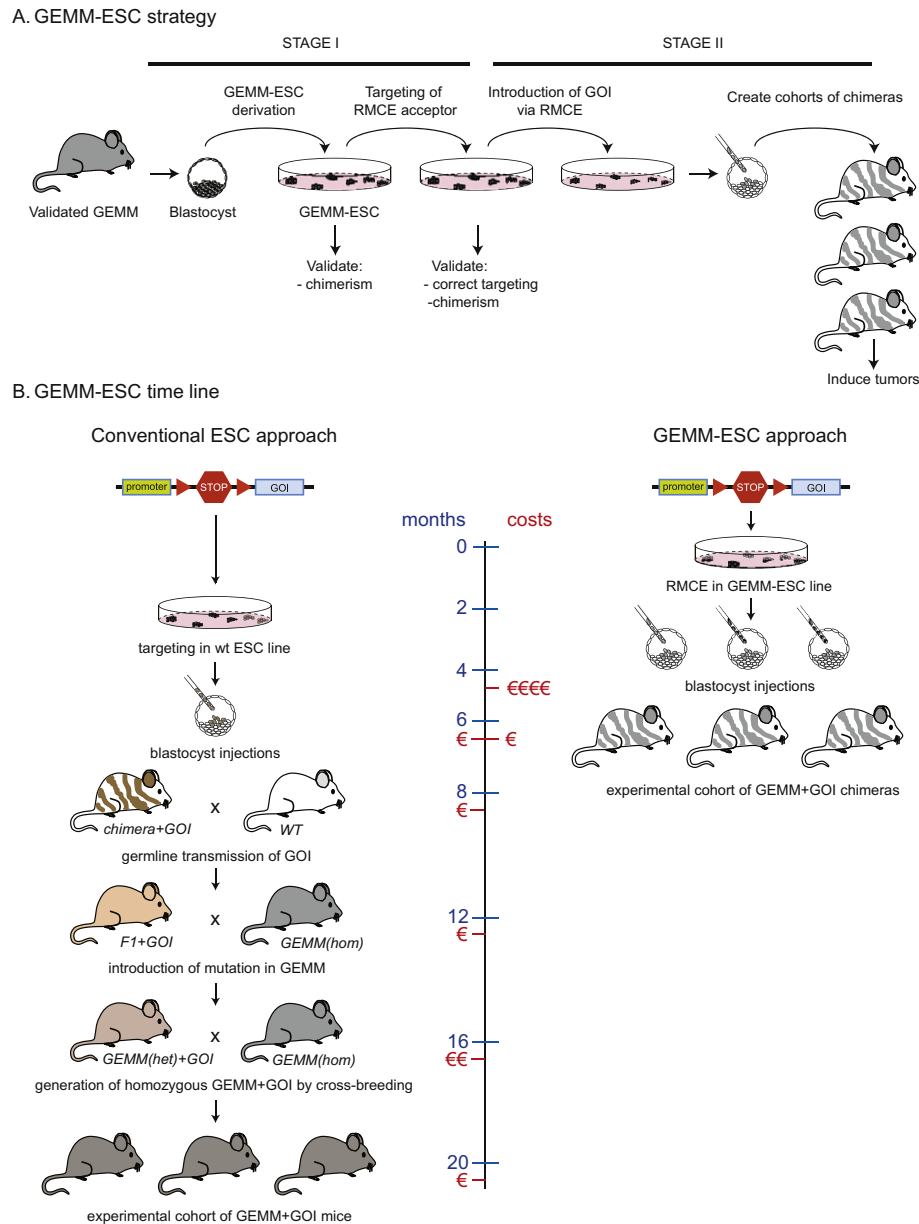 A. GEMM-ESC strategy
STAGE I
STAGE II
GEMM-ESC
derivation
Targeting of
RMCE acceptor
Introduction of GOI
via RMCE
Create cohorts of chimeras
Validated GEMM
Blastocyst
GEMM-ESC
Validate:
- chimerism
Validate:
- correct targeting
-chimerism
Induce tumors
B. GEMM-ESC time line
Conventional ESC approach
GEMM-ESC approach
promoter
STOP
GOI
promoter
STOP
GOI
months
costs
0
2
4
€€€€
6
€
€
8
€
12
€
16
€€
20
€
targeting in wt ESC line
blastocyst injections
chimera+GOI
x
WT
germline transmission of GOI
F1+GOI
x
GEMM(hom)
introduction of mutation in GEMM
GEMM(het)+GOI
x
GEMM(hom)
generation of homozygous GEMM+GOI by cross-breeding
experimental cohort of GEMM+GOI mice
RMCE in GEMM-ESC line
blastocyst injections
experimental cohort of GEMM+GOI chimeras